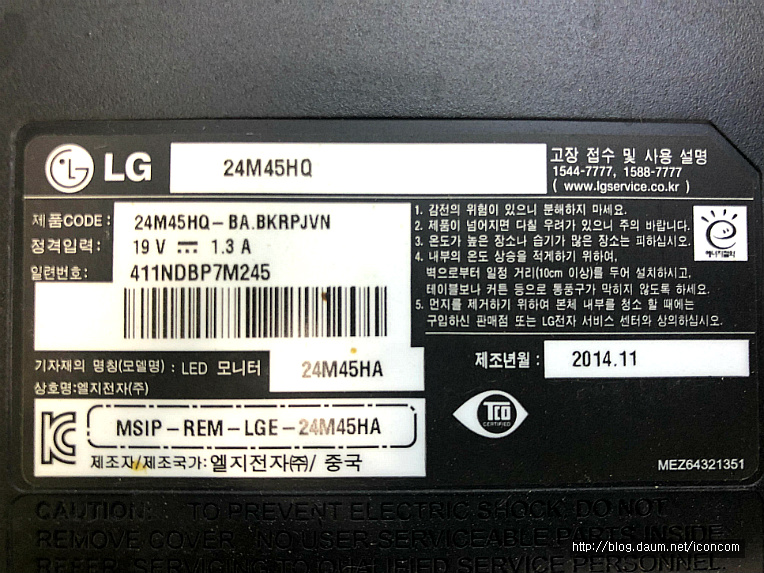 LG
24M45HQ
고장 접수 및 사용 설명
1544-7777, 1588-7777
( www.lgservice.co.kr )
제품CODE : 24M45HQ-BA.BKRPJVN
정격입력 : 19 V ⎓ 1.3 A
일련번호: 411NDBP7M245
1. 감전의 위험이 있으니 분해하지 마세요.
2. 제품이 넘어지면 다칠 우려가 있으니 주의 바랍니다.
3. 온도가 높은 장소나 습기가 많은 장소는 피하십시오.
4. 내부의 온도 상승을 적게하기 위하여,
벽으로부터 일정 거리(10cm 이상)를 두어 설치하시고,
테이블보나 커튼 등으로 통풍구가 막히지 않도록 하세요.
5. 먼지를 제거하기 위하여 본체 내부를 청소 할 때에는
구입하신 판매점 또는 LG전자 서비스 센터와 상의하십시오.
에너지절약
기자재의 명칭(모델명) : LED 모니터 24M45HA
상호명:엘지전자(주)
제조년월 : 2014.11
MSIP-REM-LGE-24M45HA
제조자/제조국가: 엘지전자㈜/ 중국
TCO
CERTIFIED
MEZ64321351
CAUTION: TO PREVENT ELECTRIC SHOCK, DO NOT
REMOVE COVER. NO USER-SERVICEABLE PARTS INSIDE.
REFER SERVICING TO QUALIFIED SERVICE PERSONNEL.
http://blog.daum.net/iconcom